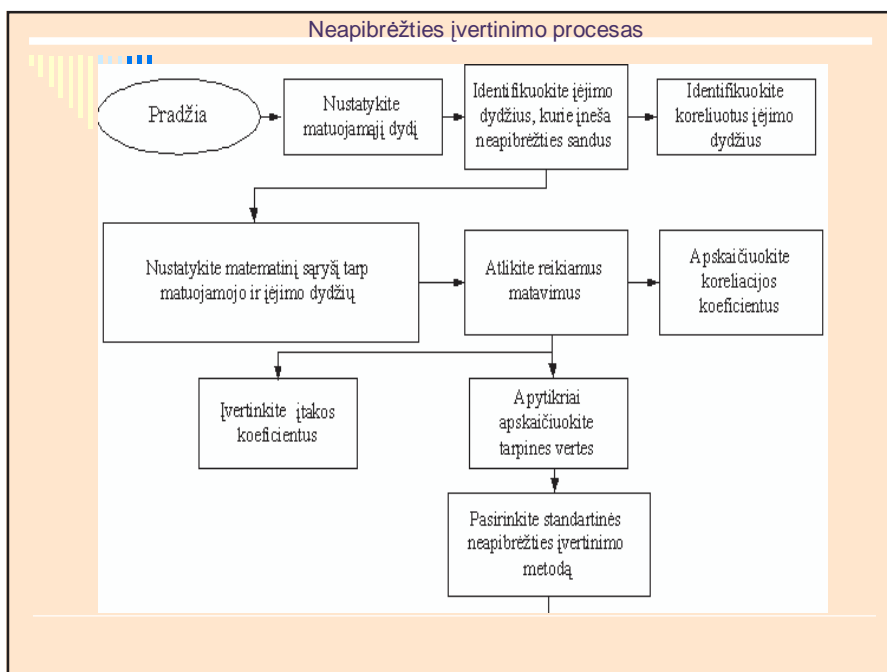 Neapibrėžties įvertinimo procesas
Pradžia
Nustatykite
matuojamąjį dydį
Identifikuokite įėjimo
dydžius, kurie įneša
neapibrėžties sandus
Identifikuokite
koreliuotus įėjimo
dydžius
Nustatykite matematinį sąryšį tarp
matuojamojo ir įėjimo dydžių
Atlikite reikiamus
matavimus
Apskaičiuokite
koreliacijos
koeficientus
Įvertinkite įtakos
koeficientus
Apytikriai
apskaičiuokite
tarpines vertes
Pasirinkite standartinės
neapibrėžties įvertinimo
metodą